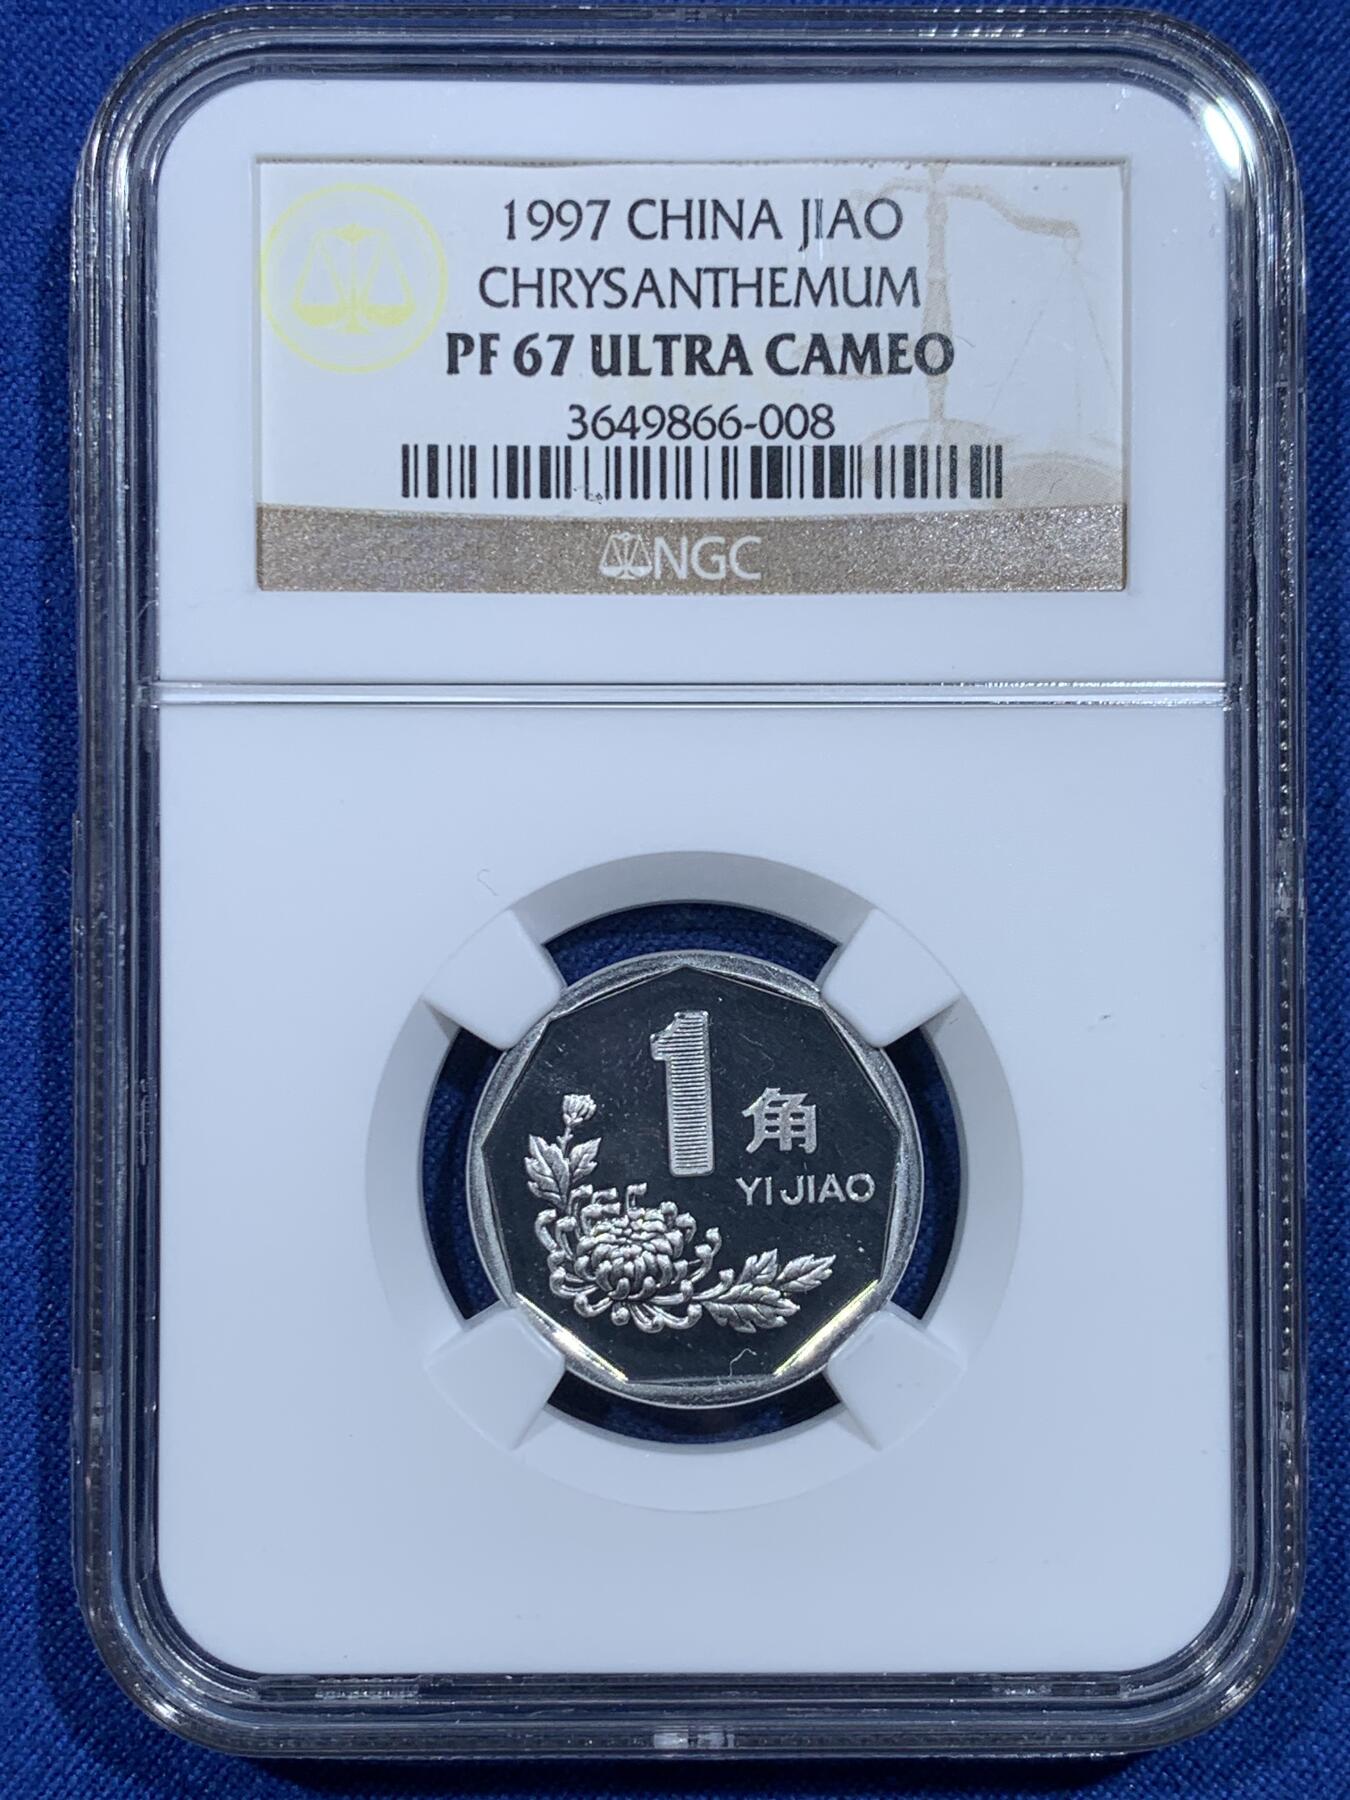 1997 CHINA JIAO
CHRYSANTHEMUM
PF 67 ULTRA CAMEO
3649866-008
NGC
1
角
YI JIAO